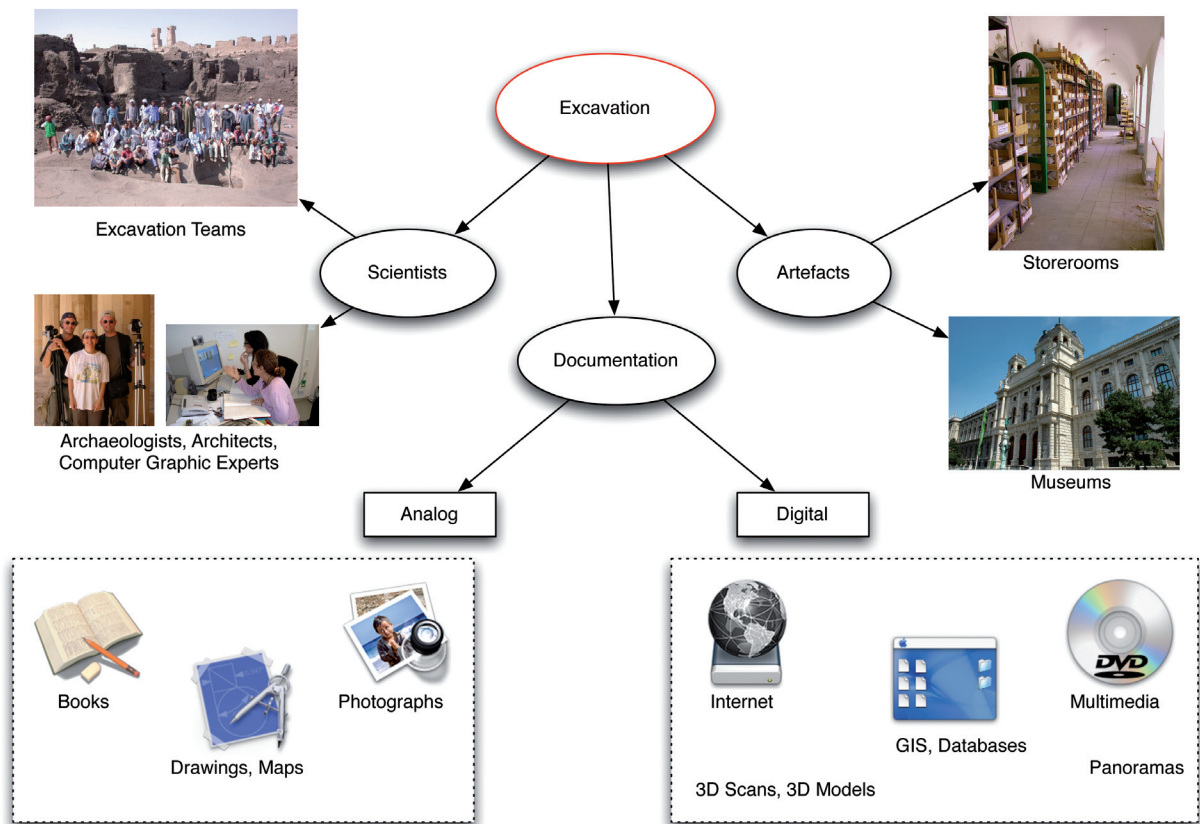 Excavation
Excavation Teams
Scientists
Artefacts
Storerooms
Documentation
Archaeologists, Architects,
Computer Graphic Experts
Museums
Analog
Digital
Books
Drawings, Maps
Photographs
Internet
GIS, Databases
DVD
Multimedia
Panoramas
3D Scans, 3D Models